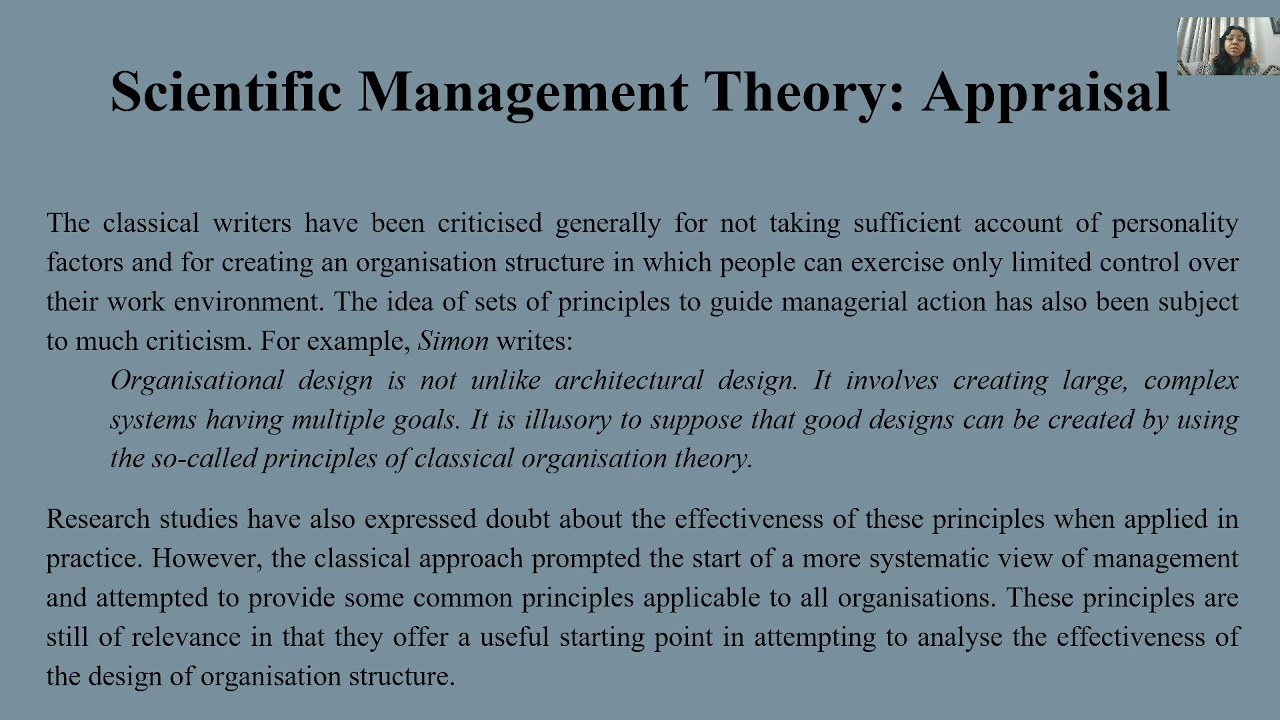 Scientific Management Theory: Appraisal
The classical writers have been criticised generally for not taking sufficient account of personality
factors and for creating an organisation structure in which people can exercise only limited control over
their work environment. The idea of sets of principles to guide managerial action has also been subject
to much criticism. For example, Simon writes:
Organisational design is not unlike architectural design. It involves creating large, complex
systems having multiple goals. It is illusory to suppose that good designs can be created by using
the so-called principles of classical organisation theory.
Research studies have also expressed doubt about the effectiveness of these principles when applied in
practice. However, the classical approach prompted the start of a more systematic view of management
and attempted to provide some common principles applicable to all organisations. These principles are
still of relevance in that they offer a useful starting point in attempting to analyse the effectiveness of
the design of organisation structure.